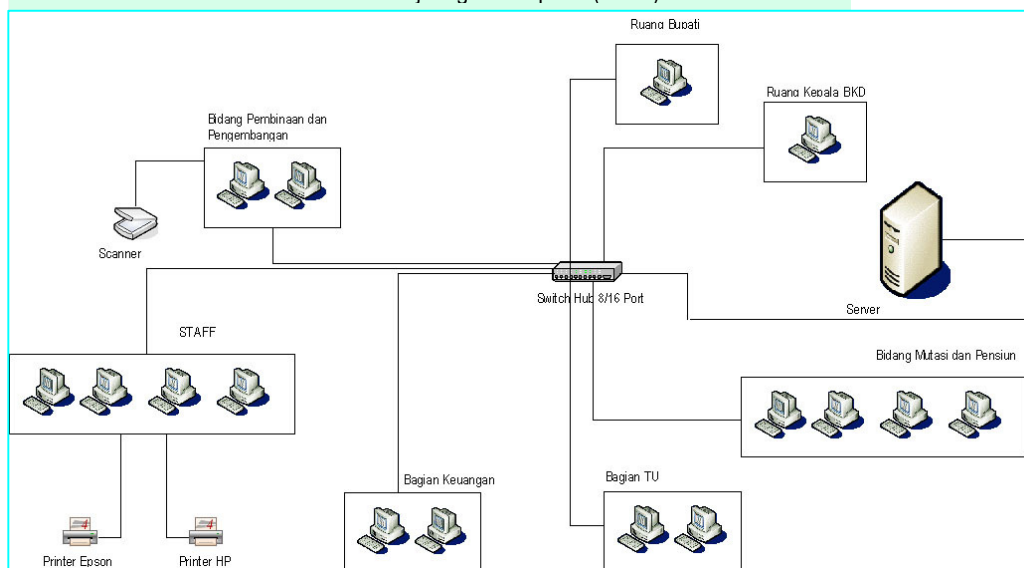 Ruang Bupati
Ruang Kepala BKD
Bidang Pembinaan dan
Pengembangan
Scanner
Switch Hub 8/16 Port
Server
STAFF
Bidang Mutasi dan Pensiun
Bagian Keuangan
Bagian TU
Printer Epson
Printer HP